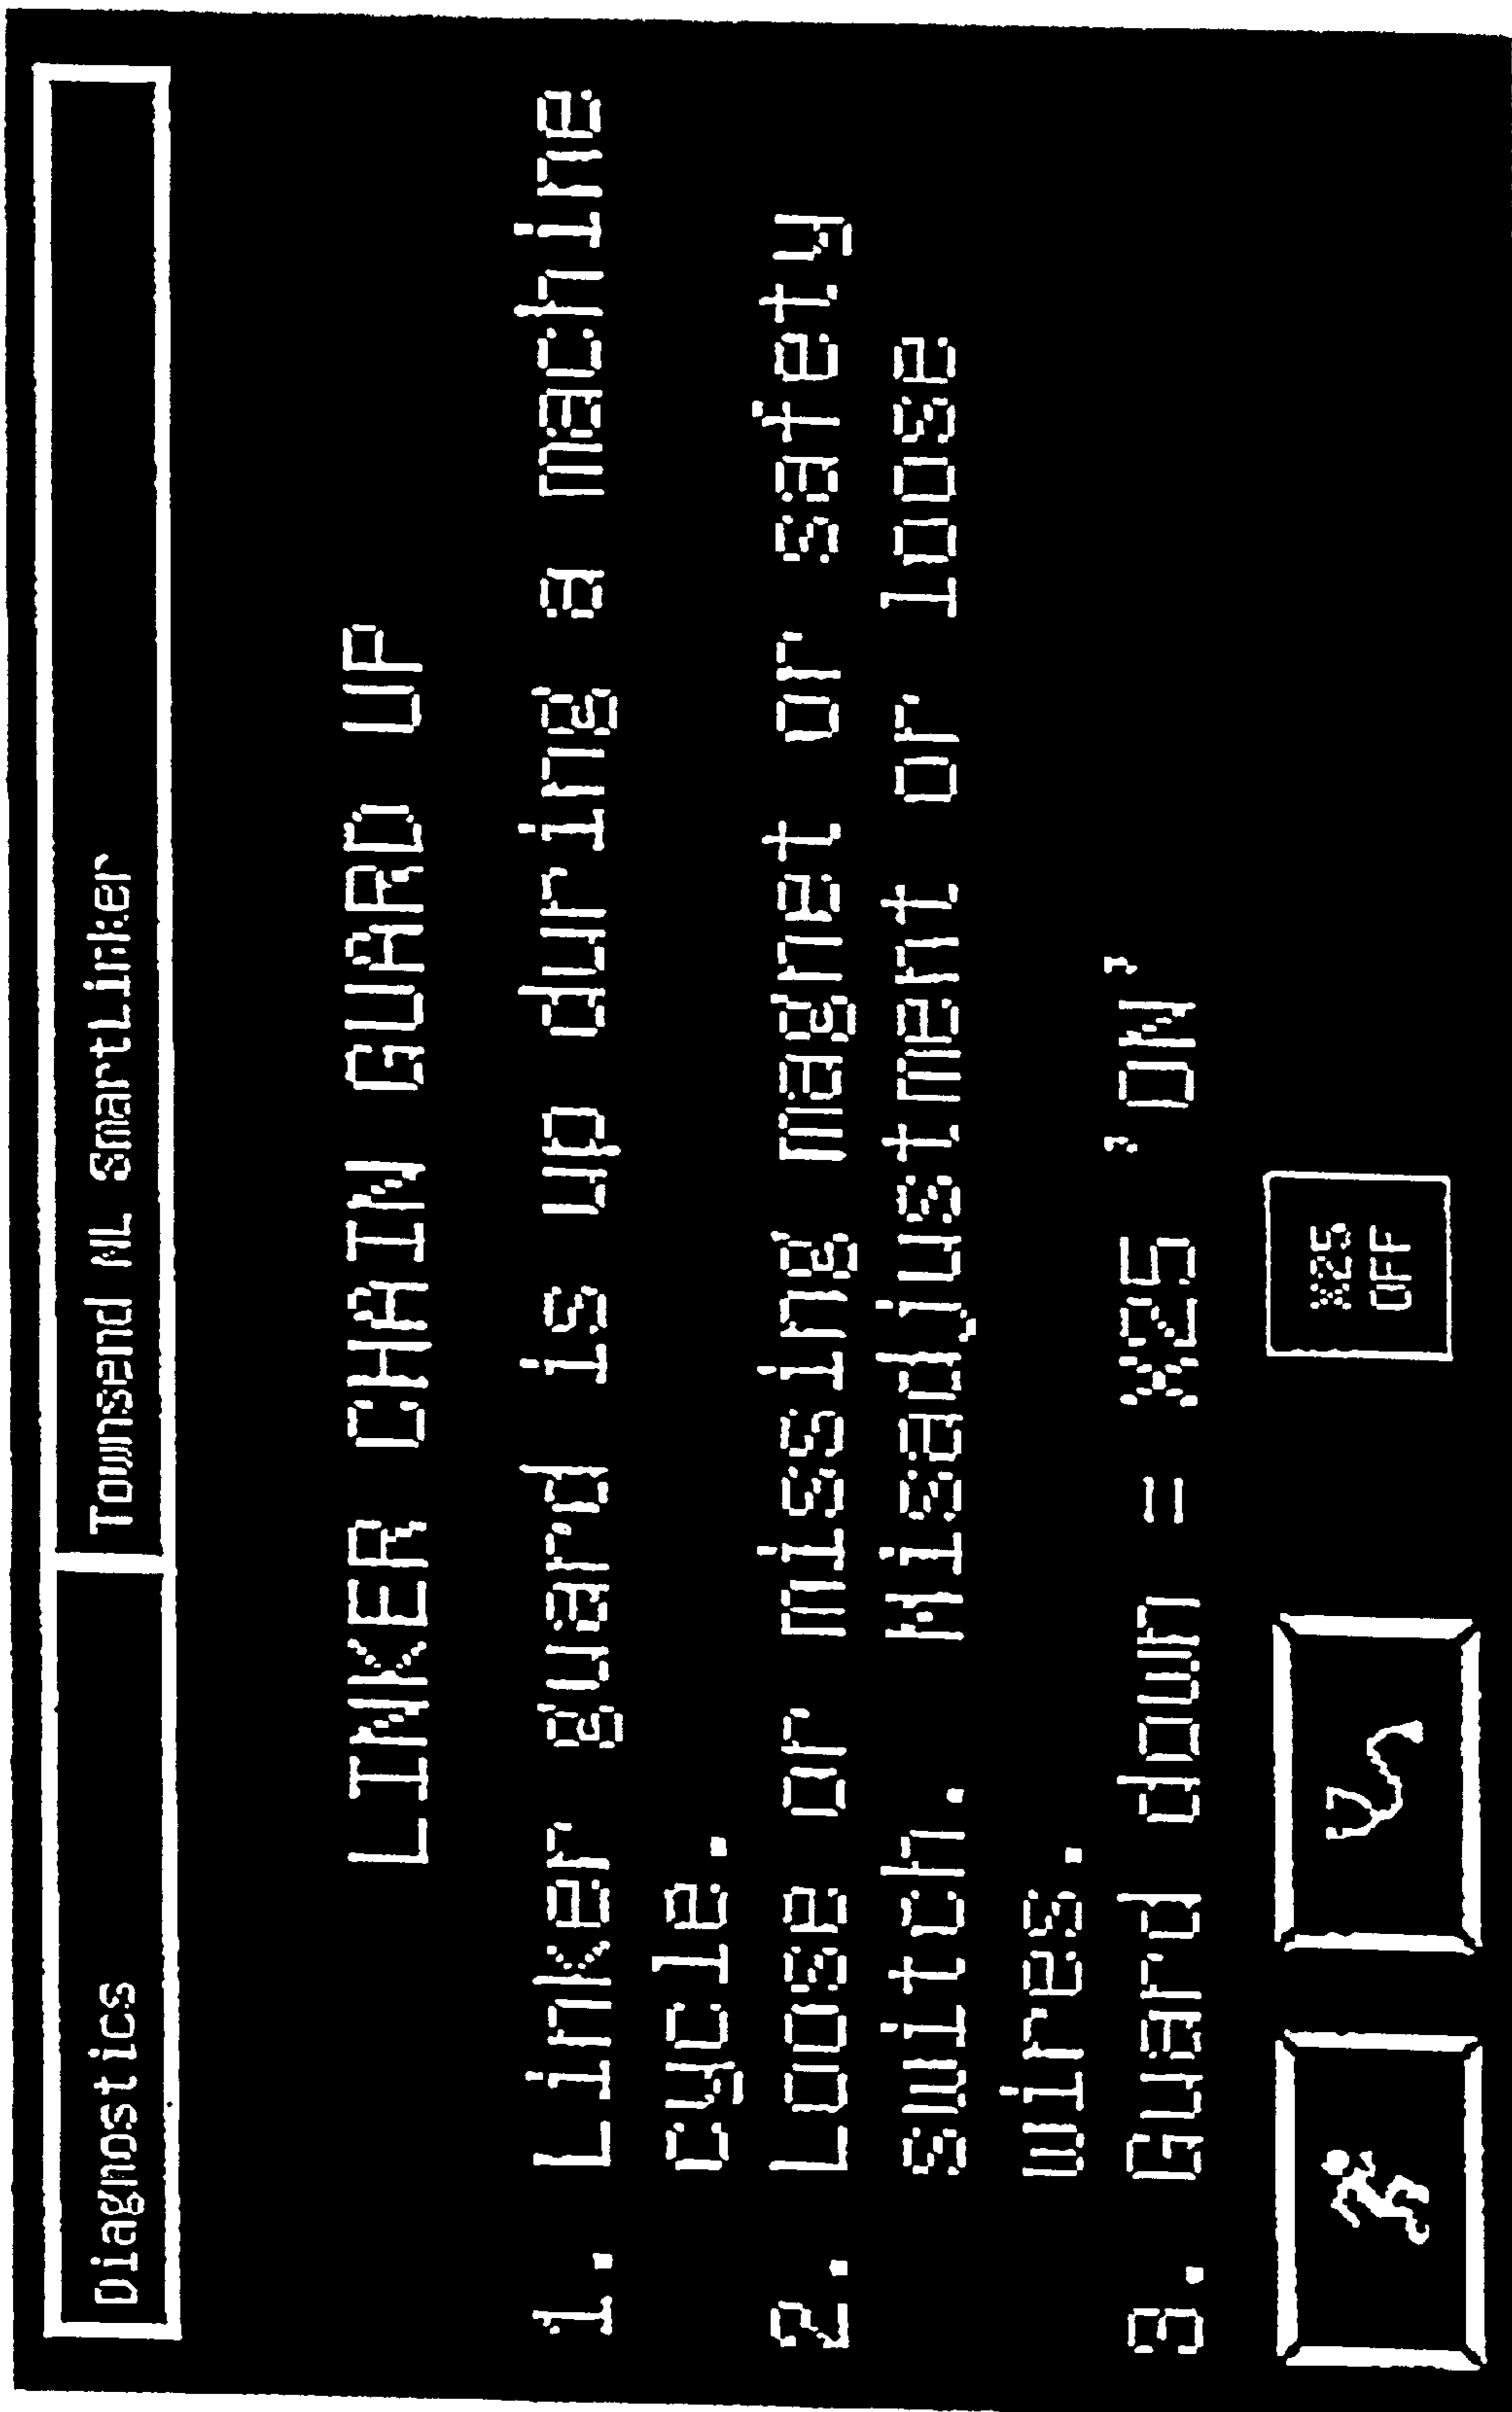 Diagnostics
Townsend NL SmartLinker
LINKER CHAIN GUARD UP
1. Linker guard is up during a machine
cycle.
2. Loose or missing magnet or safety
switch. Misadjustment or loose
wires.
3. Guard down = X25 'ON'
X25
OFF